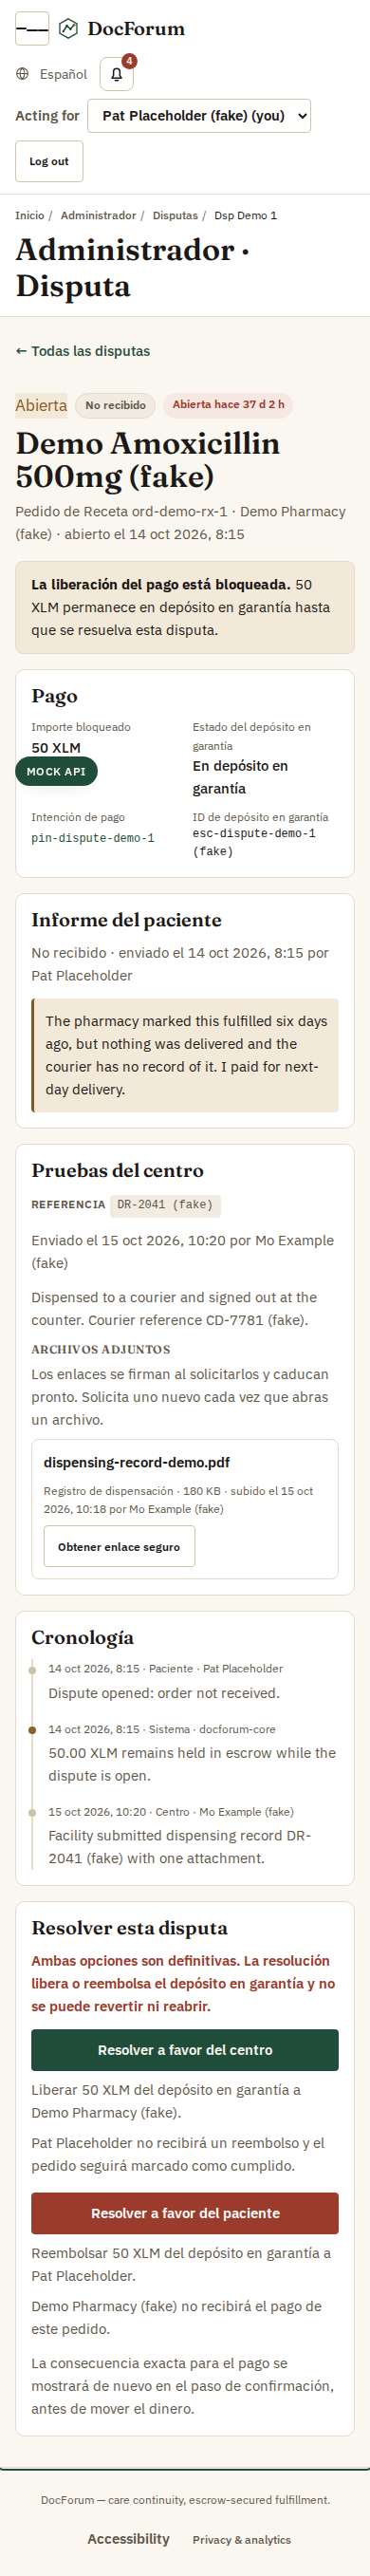 DocForum
Español
4
Acting for
Pat Placeholder (fake) (you)
Log out
Inicio / Administrador / Disputas / Dsp Demo 1
Administrador ·
Disputa
← Todas las disputas
Abierta No recibido Abierta hace 37 d 2 h
Demo Amoxicillin
500mg (fake)
Pedido de Receta ord-demo-rx-1 · Demo Pharmacy
(fake) · abierto el 14 oct 2026, 8:15
La liberación del pago está bloqueada. 50
XLM permanece en depósito en garantía hasta
que se resuelva esta disputa.
Pago
Importe bloqueado
50 XLM
MOCK API
Estado del depósito en
garantía
En depósito en
garantía
Intención de pago
pin-dispute-demo-1
ID de depósito en garantía
esc-dispute-demo-1
(fake)
Informe del paciente
No recibido · enviado el 14 oct 2026, 8:15 por
Pat Placeholder
The pharmacy marked this fulfilled six days
ago, but nothing was delivered and the
courier has no record of it. I paid for next-
day delivery.
Pruebas del centro
REFERENCIA DR-2041 (fake)
Enviado el 15 oct 2026, 10:20 por Mo Example
(fake)
Dispensed to a courier and signed out at the
counter. Courier reference CD-7781 (fake).
ARCHIVOS ADJUNTOS
Los enlaces se firman al solicitarlos y caducan
pronto. Solicita uno nuevo cada vez que abras
un archivo.
dispensing-record-demo.pdf
Registro de dispensación · 180 KB · subido el 15 oct
2026, 10:18 por Mo Example (fake)
Obtener enlace seguro
Cronología
14 oct 2026, 8:15 · Paciente · Pat Placeholder
Dispute opened: order not received.
14 oct 2026, 8:15 · Sistema · docforum-core
50.00 XLM remains held in escrow while the
dispute is open.
15 oct 2026, 10:20 · Centro · Mo Example (fake)
Facility submitted dispensing record DR-
2041 (fake) with one attachment.
Resolver esta disputa
Ambas opciones son definitivas. La resolución
libera o reembolsa el depósito en garantía y no
se puede revertir ni reabrir.
Resolver a favor del centro
Liberar 50 XLM del depósito en garantía a
Demo Pharmacy (fake).
Pat Placeholder no recibirá un reembolso y el
pedido seguirá marcado como cumplido.
Resolver a favor del paciente
Reembolsar 50 XLM del depósito en garantía a
Pat Placeholder.
Demo Pharmacy (fake) no recibirá el pago de
este pedido.
La consecuencia exacta para el pago se
mostrará de nuevo en el paso de confirmación,
antes de mover el dinero.
DocForum — care continuity, escrow-secured fulfillment.
Accessibility Privacy & analytics